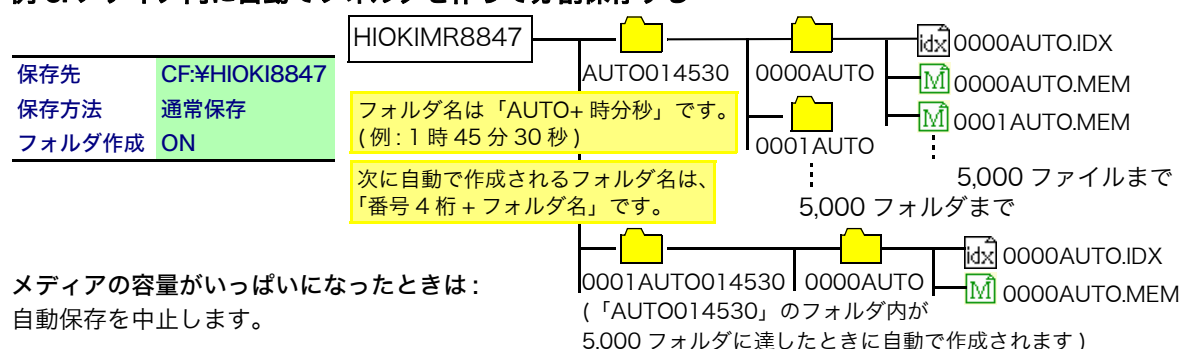 保存先 CF:¥HIOKI8847
保存方法 通常保存
フォルダ作成 ON
HIOKIMR8847
AUTO014530
0000AUTO
idx 0000AUTO.IDX
M 0000AUTO.MEM
M 0001AUTO.MEM
5,000 ファイルまで
0001AUTO
5,000 フォルダまで
フォルダ名は「AUTO+ 時分秒」です。
( 例 : 1 時 45 分 30 秒 )
次に自動で作成されるフォルダ名は、
「番号 4 桁 + フォルダ名」です。
0001AUTO014530
0000AUTO
idx 0000AUTO.IDX
M 0000AUTO.MEM
(「AUTO014530」のフォルダ内が
5,000 フォルダに達したときに自動で作成されます )
メディアの容量がいっぱいになったときは :
自動保存を中止します。